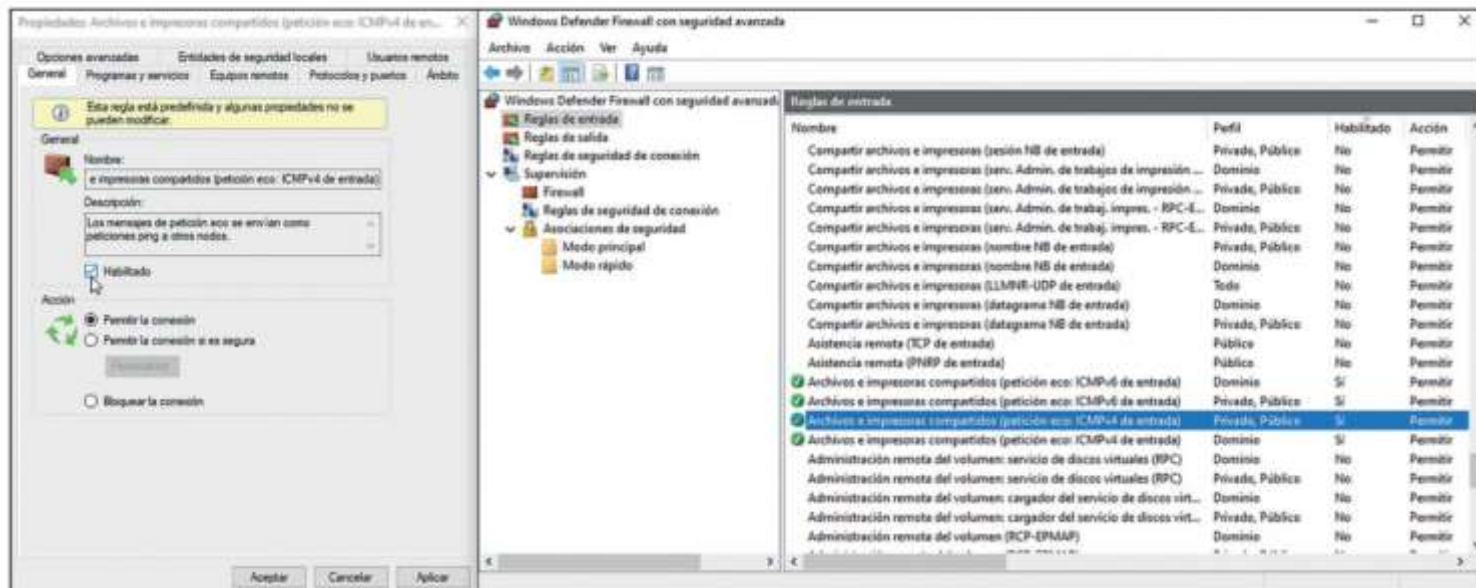 Propiedades: Archivos e impresoras compartidos (petición eco: ICMPv4 de en...
Opciones avanzadas Entidades de seguridad locales Usuarios remotos
General Programas y servicios Equipos remotos Protocolos y puertos Ámbito
Esta regla está predefinida y algunas propiedades no se
pueden modificar.
General
Nombre:
e impresoras compartidos (petición eco: ICMPv4 de entrada)
Descripción:
Los mensajes de petición eco se envían como
peticiones ping a otros nodos.
Habilitado
Acción
Permitir la conexión
Permitir la conexión si es segura
Bloquear la conexión
Aceptar Cancelar Aplicar
Windows Defender Firewall con seguridad avanzada
Archivo Acción Ver Ayuda
Windows Defender Firewall con seguridad avanzada
Reglas de entrada
Reglas de salida
Reglas de seguridad de conexión
Supervisión
Firewall
Reglas de seguridad de conexión
Asociaciones de seguridad
Modo principal
Modo rápido
Reglas de entrada
Nombre Perfil Habilitado Acción
Compartir archivos e impresoras (sesión NB de entrada) Privado, Público No Permitir
Compartir archivos e impresoras (serv. Admin. de trabajos de impresión ... Dominio No Permitir
Compartir archivos e impresoras (serv. Admin. de trabajos de impresión ... Privado, Público No Permitir
Compartir archivos e impresoras (serv. Admin. de trabaj. impres. - RPC-E... Dominio No Permitir
Compartir archivos e impresoras (serv. Admin. de trabaj. impres. - RPC-E... Privado, Público No Permitir
Compartir archivos e impresoras (nombre NB de entrada) Privado, Público No Permitir
Compartir archivos e impresoras (nombre NB de entrada) Dominio No Permitir
Compartir archivos e impresoras (LLMNR-UDP de entrada) Todo No Permitir
Compartir archivos e impresoras (datagrama NB de entrada) Dominio No Permitir
Compartir archivos e impresoras (datagrama NB de entrada) Privado, Público No Permitir
Asistencia remota (TCP de entrada) Público No Permitir
Asistencia remota (PNRP de entrada) Público No Permitir
Archivos e impresoras compartidos (petición eco: ICMPv6 de entrada) Dominio Sí Permitir
Archivos e impresoras compartidos (petición eco: ICMPv6 de entrada) Privado, Público Sí Permitir
Archivos e impresoras compartidos (petición eco: ICMPv4 de entrada) Privado, Público Sí Permitir
Archivos e impresoras compartidos (petición eco: ICMPv4 de entrada) Dominio Sí Permitir
Administración remota del volumen: servicio de discos virtuales (RPC) Dominio No Permitir
Administración remota del volumen: servicio de discos virtuales (RPC) Privado, Público No Permitir
Administración remota del volumen: cargador del servicio de discos virt... Dominio No Permitir
Administración remota del volumen: cargador del servicio de discos virt... Privado, Público No Permitir
Administración remota del volumen (RCP-EPMAP) Dominio No Permitir